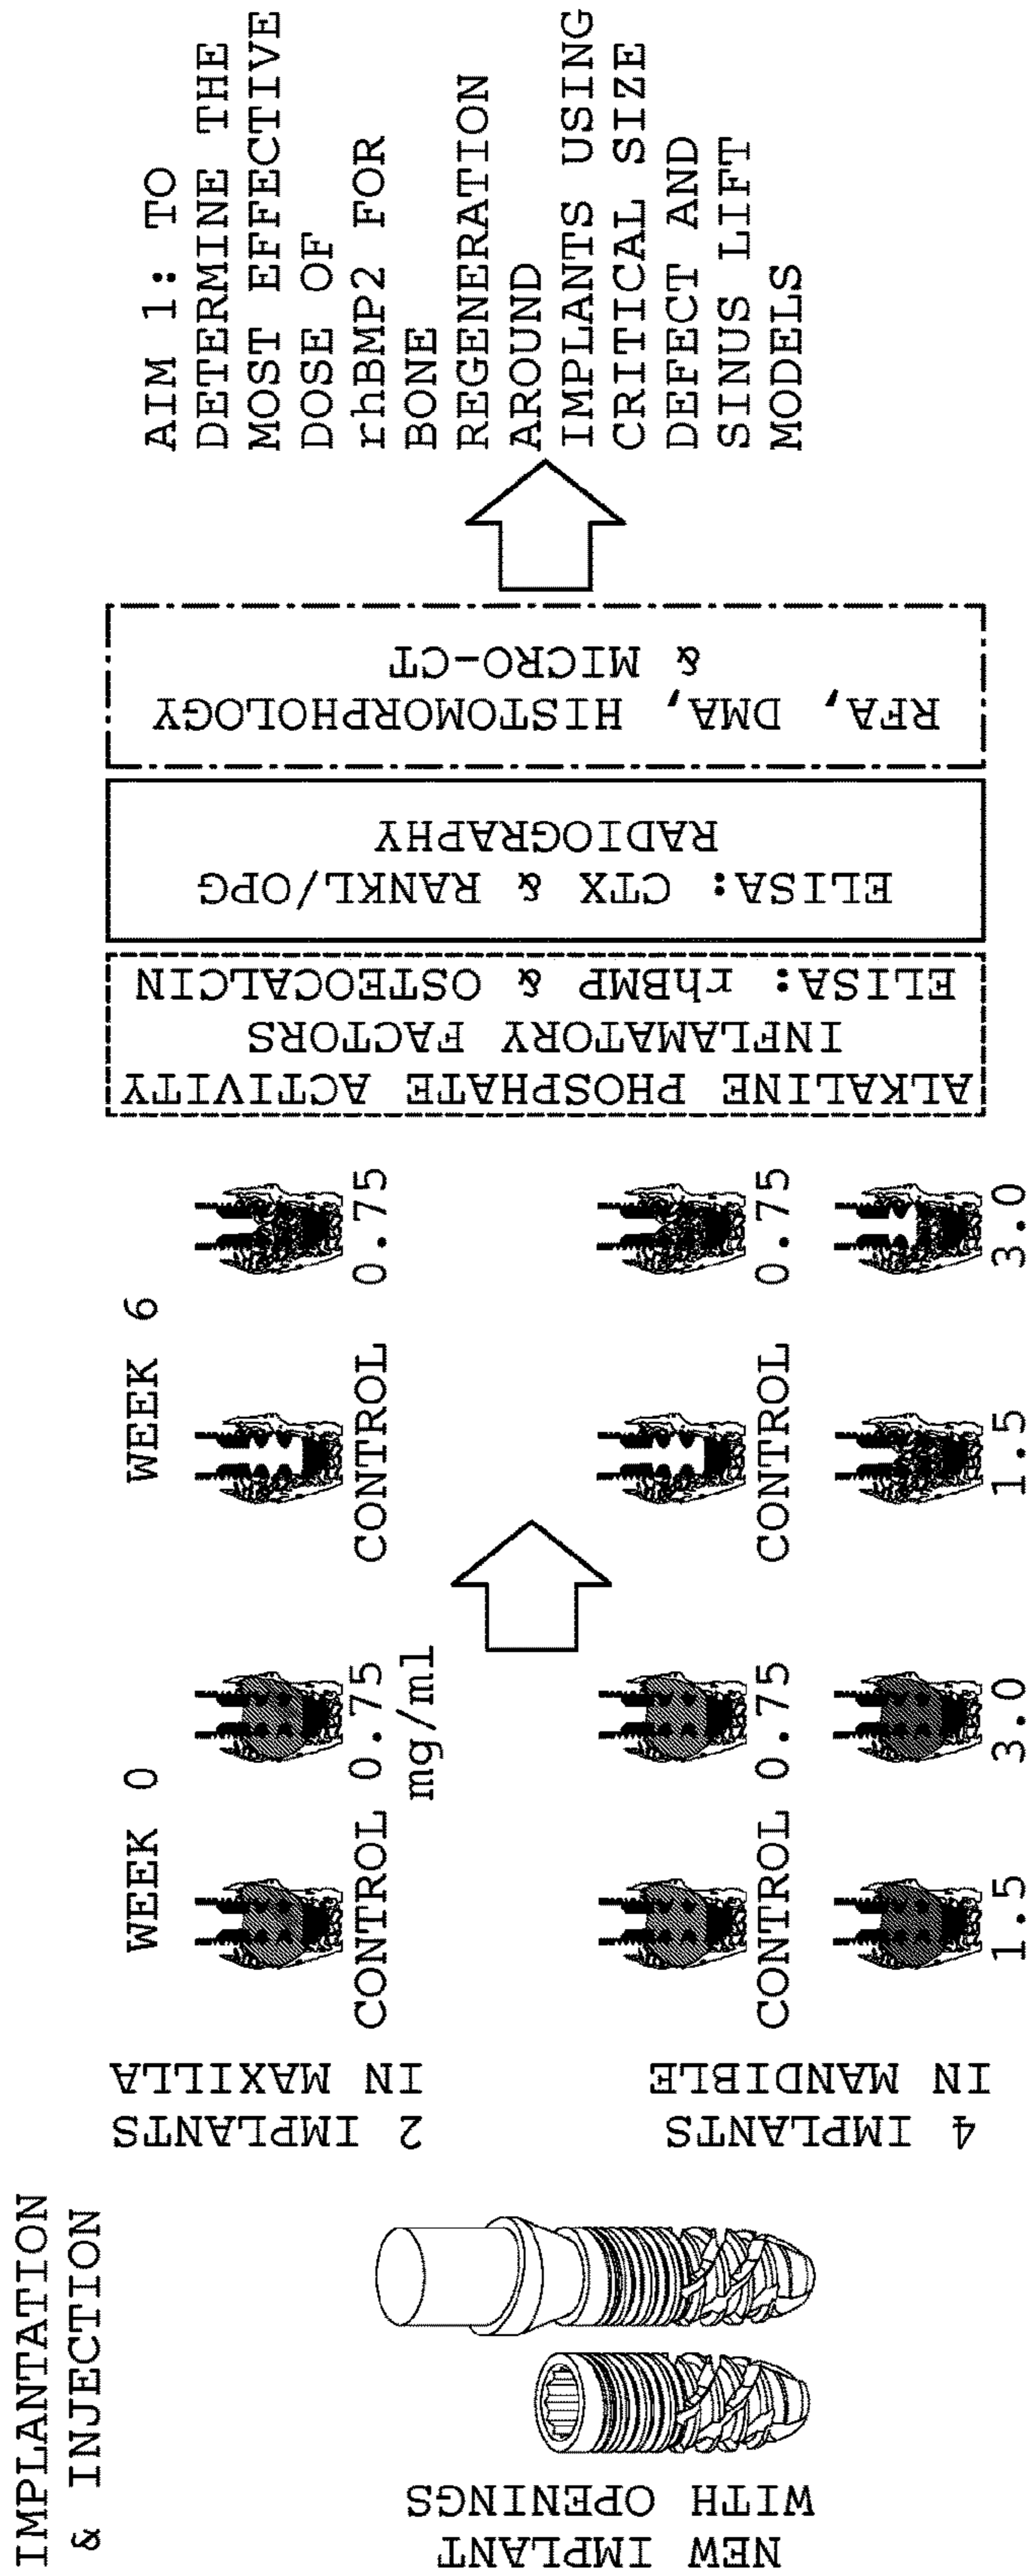 IMPLANTATION
& INJECTION
NEW IMPLANT
WITH OPENINGS
2 IMPLANTS
IN MAXILLA
4 IMPLANTS
IN MANDIBLE
WEEK 0
CONTROL 0.75
mg/ml
CONTROL 0.75
1.5 3.0
WEEK 6
CONTROL 0.75
CONTROL 0.75
1.5 3.0
ALKALINE PHOSPHATE ACTIVITY
INFLAMATORY FACTORS
ELISA: rhBMP & OSTEOCALCIN
ELISA: CTX & RANKL/OPG
RADIOGRAPHY
RFA, DMA, HISTOMORPHOLOGY
& MICRO-CT
AIM 1: TO
DETERMINE THE
MOST EFFECTIVE
DOSE OF
rhBMP2 FOR
BONE
REGENERATION
AROUND
IMPLANTS USING
CRITICAL SIZE
DEFECT AND
SINUS LIFT
MODELS